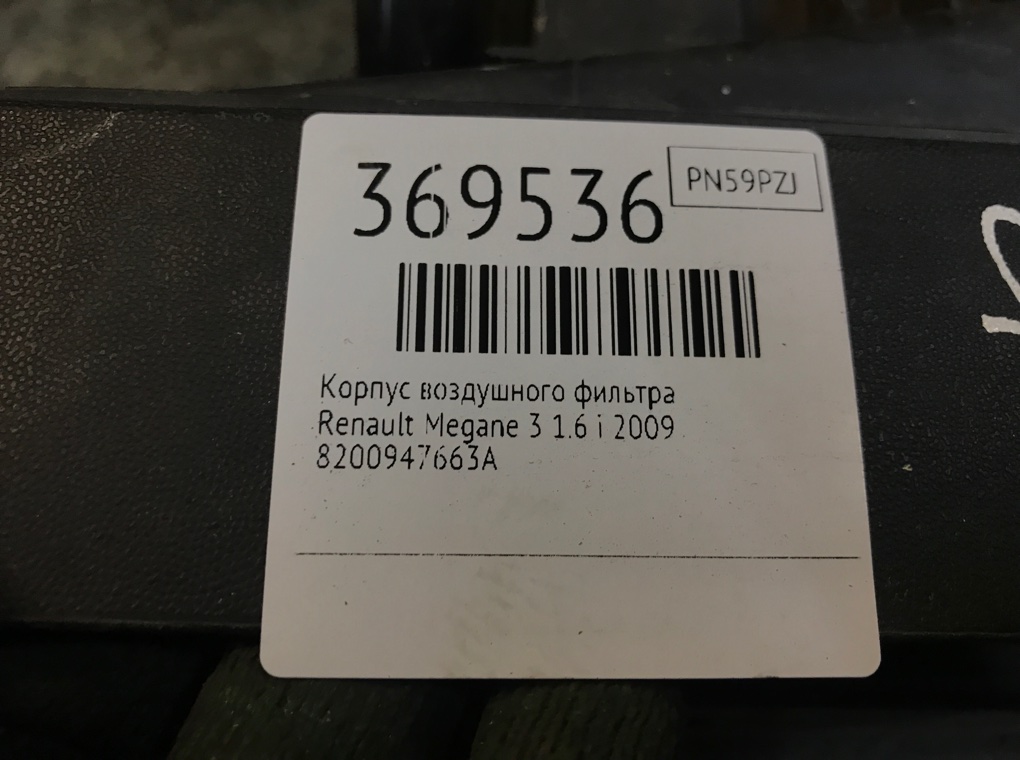 369536
PN59PZJ
Корпус воздушного фильтра
Renault Megane 3 1.6 i 2009
8200947663A